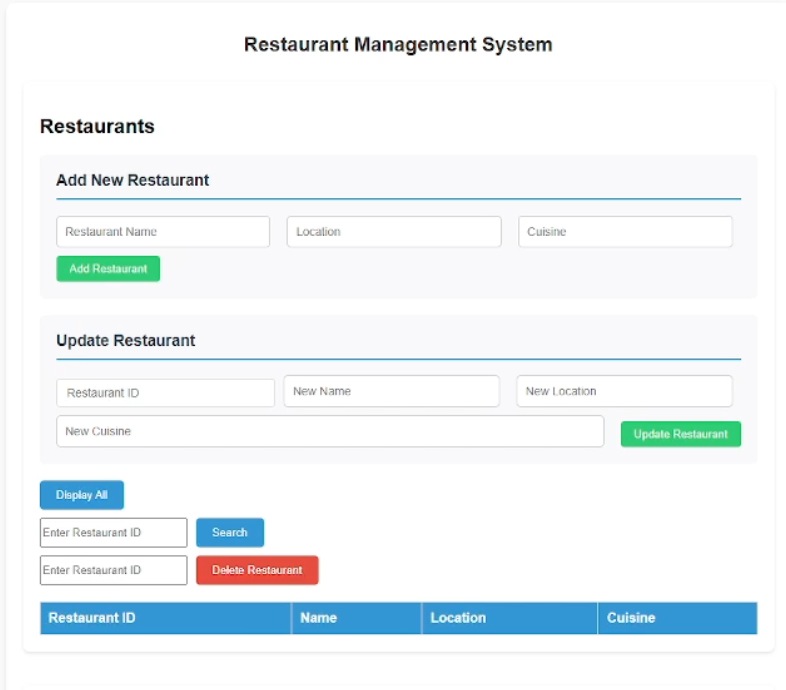 Restaurant Management System
Restaurants
Add New Restaurant
Restaurant Name Location Cuisine
Add Restaurant
Update Restaurant
Restaurant ID New Name New Location
New Cuisine Update Restaurant
Display All
Enter Restaurant ID Search
Enter Restaurant ID Delete Restaurant
Restaurant ID Name Location Cuisine